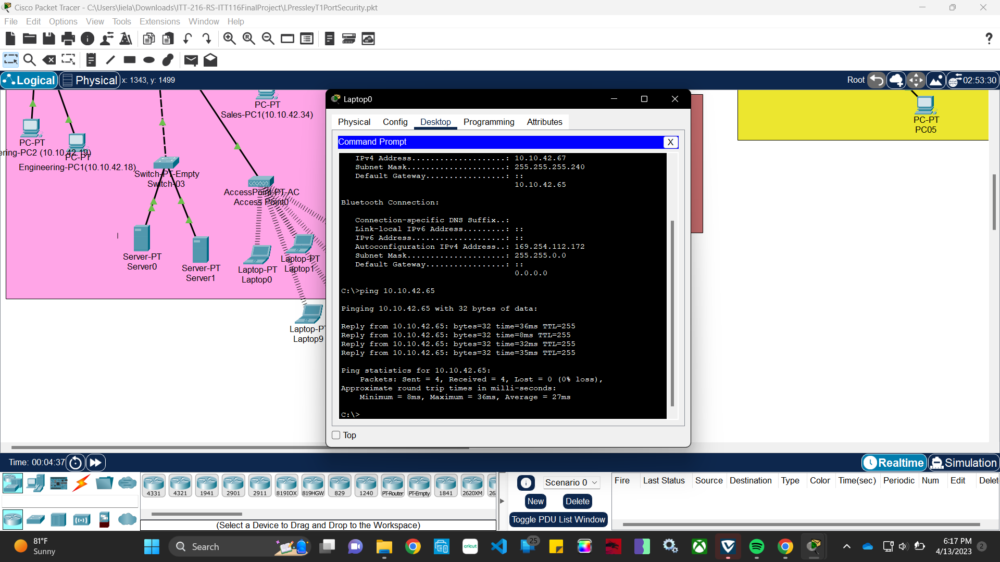 Cisco Packet Tracer - C:\Users\liela\Downloads\ITT-216-RS-ITT116FinalProject\LPressleyT1PortSecurity.pkt
File Edit Options View Tools Extensions Window Help
Logical Physical x: 1343, y: 1499 Root 02:53:30
PC-PT
Sales-PC1(10.10.42.34)
PC-PT
ering-PC2 (10.10.42.19)
PC-PT
Engineering-PC1(10.10.42.18)
Switch-PT-Empty
Switch-03
AccessPoint-PT-AC
Access Point0
Server-PT
Server0
Server-PT
Server1
Laptop-PT
Laptop0
Laptop-PT
Laptop1
Laptop-PT
Laptop9
PC-PT
PC05
Laptop0
Physical Config Desktop Programming Attributes
Command Prompt X
IPv4 Address....................: 10.10.42.67
Subnet Mask.....................: 255.255.255.240
Default Gateway.................: ::
10.10.42.65
Bluetooth Connection:
Connection-specific DNS Suffix..:
Link-local IPv6 Address.........: ::
IPv6 Address....................: ::
Autoconfiguration IPv4 Address..: 169.254.112.172
Subnet Mask.....................: 255.255.0.0
Default Gateway.................: ::
0.0.0.0
C:\>ping 10.10.42.65
Pinging 10.10.42.65 with 32 bytes of data:
Reply from 10.10.42.65: bytes=32 time=36ms TTL=255
Reply from 10.10.42.65: bytes=32 time=8ms TTL=255
Reply from 10.10.42.65: bytes=32 time=32ms TTL=255
Reply from 10.10.42.65: bytes=32 time=35ms TTL=255
Ping statistics for 10.10.42.65:
Packets: Sent = 4, Received = 4, Lost = 0 (0% loss),
Approximate round trip times in milli-seconds:
Minimum = 8ms, Maximum = 36ms, Average = 27ms
C:\>
Top
Time: 00:04:37 Realtime Simulation
4331 4321 1941 2901 2911 819IOX 819HGW 829 1240 PT-Router PT-Empty 1841 2620XM 26
(Select a Device to Drag and Drop to the Workspace)
Scenario 0
New Delete
Toggle PDU List Window
Fire Last Status Source Destination Type Color Time(sec) Periodic Num Edit Delet
81°F
Sunny
Search
cricut
25
6:17 PM
4/13/2023
2